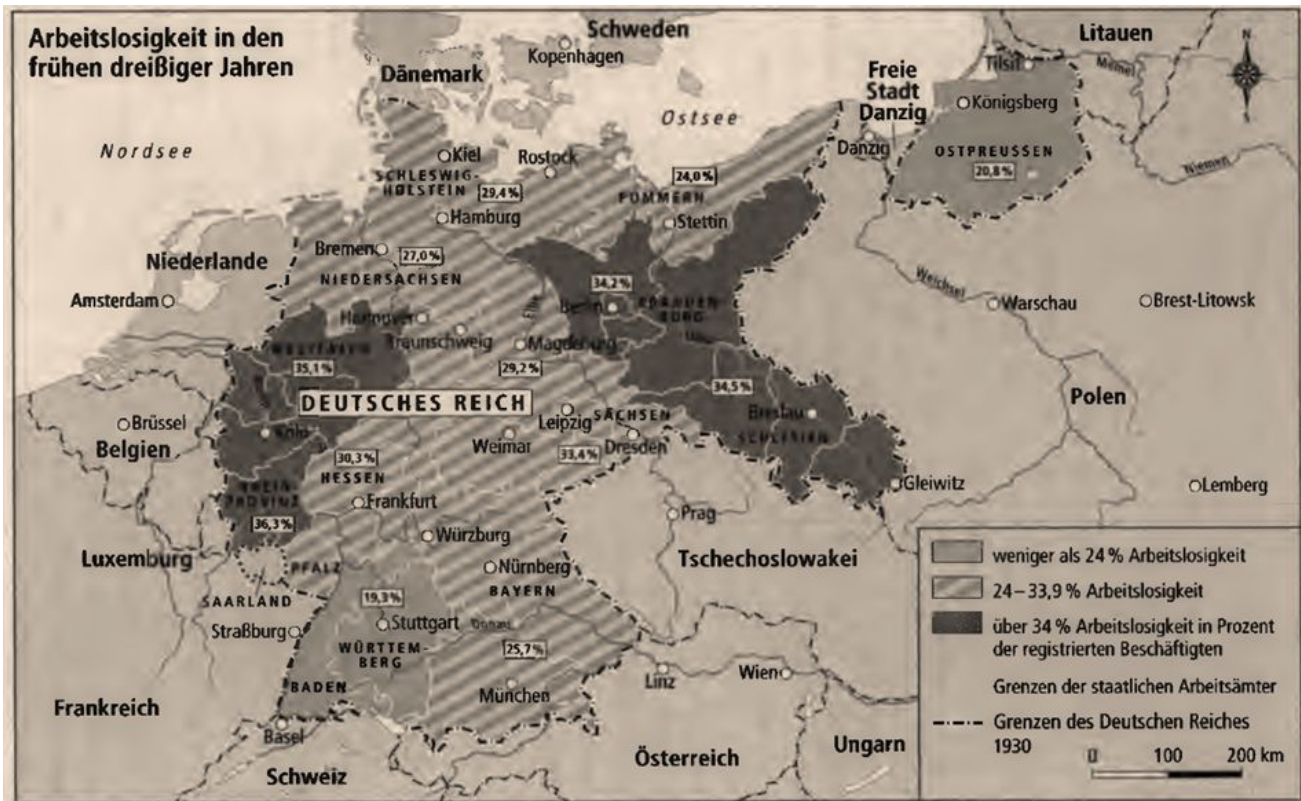 Arbeitslosigkeit in den
frühen dreißiger Jahren
Schweden
Kopenhagen
Dänemark
Litauen
N
Tilsit
Memel
Freie
Stadt
Danzig
Königsberg
Ostsee
Nordsee
Danzig
OSTPREUSSEN
20,8%
Niemen
Kiel
Rostock
SCHLESWIG-
HOLSTEIN
29,4%
24,0%
POMMERN
Hamburg
Stettin
Bremen
27,0%
Niederlande
NIEDERSACHSEN
34,2%
Weichsel
Amsterdam
Elbe
Berlin
BRANDEN-
BURG
Warschau
Brest-Litowsk
Hannover
Braunschweig
Magdeburg
WESTFALEN
35,1%
29,2%
34,5%
Polen
DEUTSCHES REICH
Leipzig
SACHSEN
Breslau
SCHLESIEN
Brüssel
Belgien
Köln
Weimar
Dresden
30,3%
HESSEN
33,4%
RHEIN-
PROVINZ
Frankfurt
Gleiwitz
Lemberg
36,3%
Prag
Würzburg
Luxemburg
PFALZ
Nürnberg
Tschechoslowakei
BAYERN
SAARLAND
19,3%
Straßburg
Stuttgart
Donau
WÜRTTEM-
BERG
25,7%
BADEN
München
Linz
Wien
Frankreich
Basel
Schweiz
Österreich
Ungarn
weniger als 24 % Arbeitslosigkeit
24 – 33,9 % Arbeitslosigkeit
über 34 % Arbeitslosigkeit in Prozent
der registrierten Beschäftigten
Grenzen der staatlichen Arbeitsämter
Grenzen des Deutschen Reiches
1930
0 100 200 km